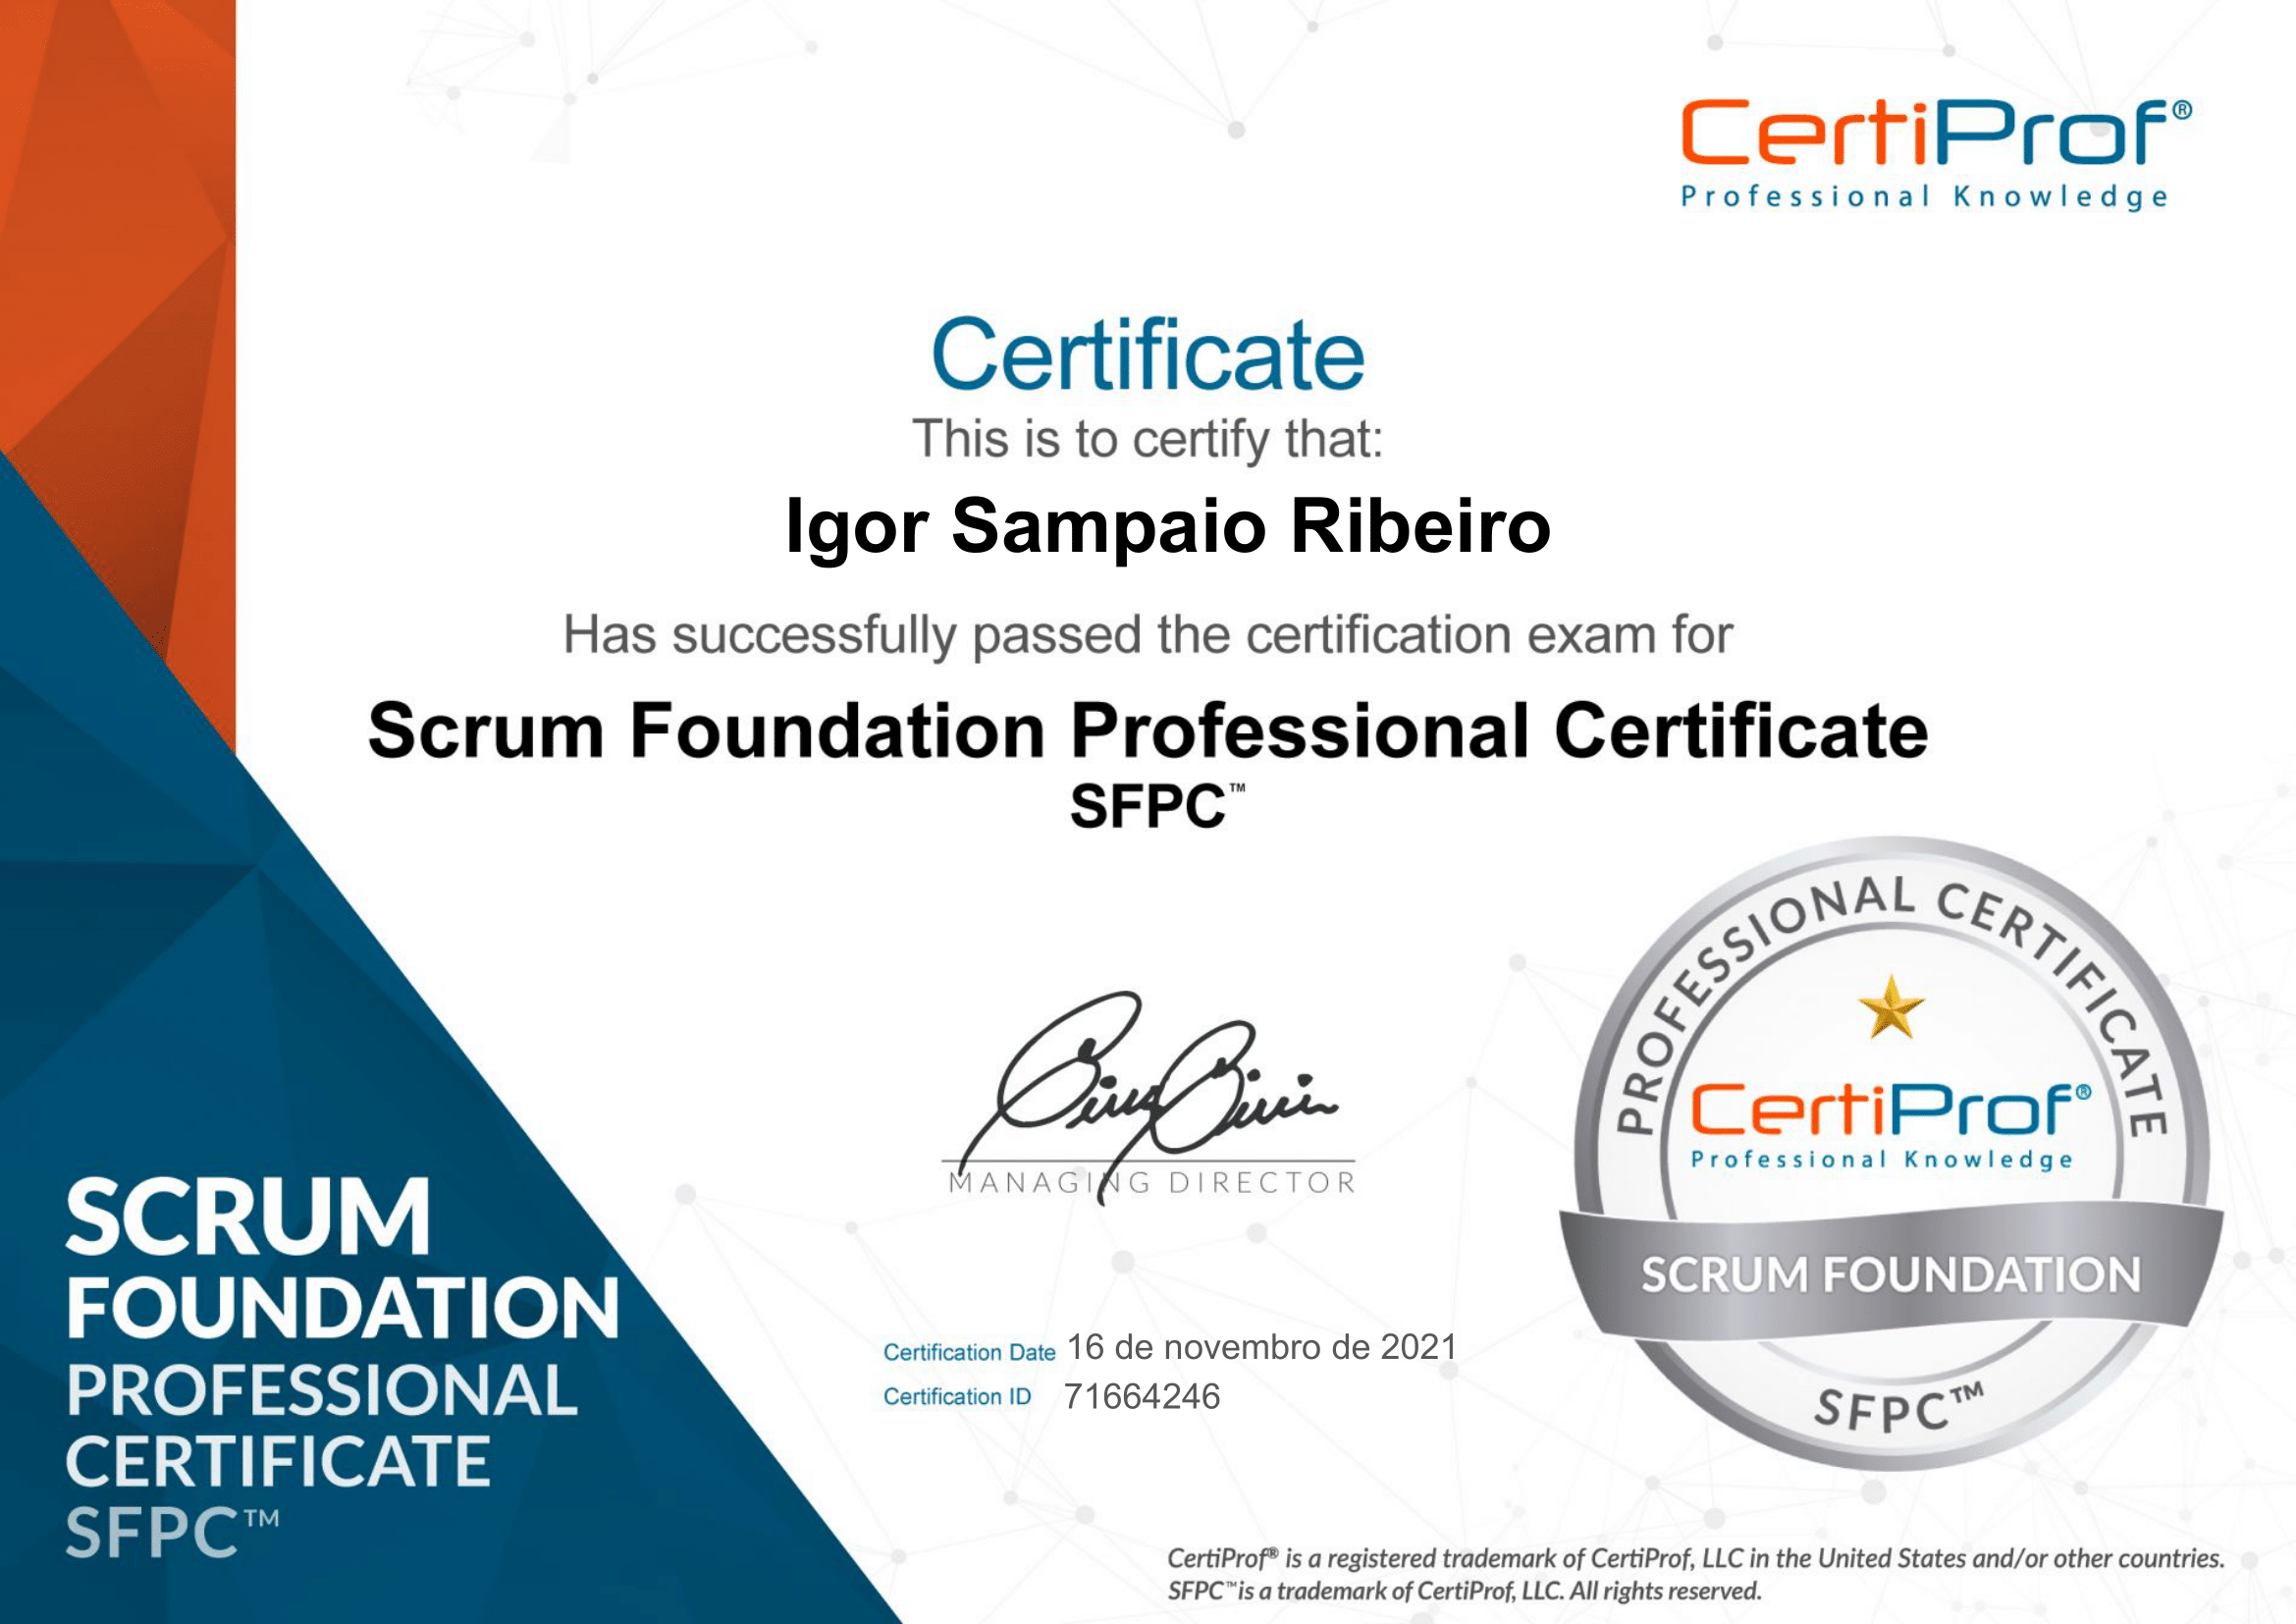 CertiProf®
Professional Knowledge
Certificate
This is to certify that:
Igor Sampaio Ribeiro
Has successfully passed the certification exam for
Scrum Foundation Professional Certificate
SFPC™
MANAGING DIRECTOR
Certification Date 16 de novembro de 2021
Certification ID 71664246
SCRUM
FOUNDATION
PROFESSIONAL
CERTIFICATE
SFPC™
PROFESSIONAL CERTIFICATE
CertiProf®
Professional Knowledge
SCRUM FOUNDATION
SFPC™
CertiProf® is a registered trademark of CertiProf, LLC in the United States and/or other countries.
SFPC™is a trademark of CertiProf, LLC. All rights reserved.